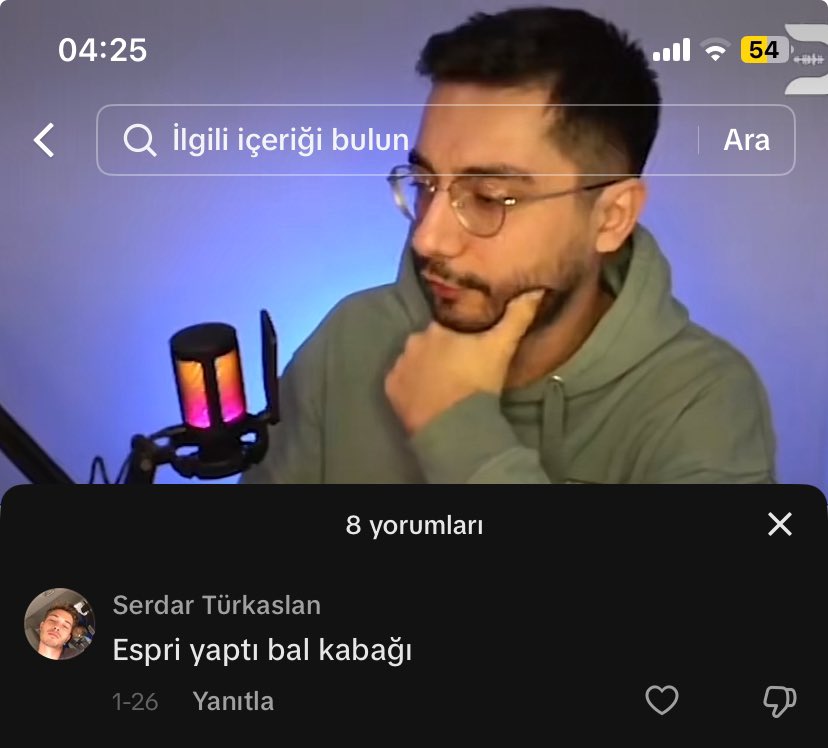 04:25
54
İlgili içeriği bulun
Ara
8 yorumları
Serdar Türkaslan
Espri yaptı bal kabağı
1-26
Yanıtla